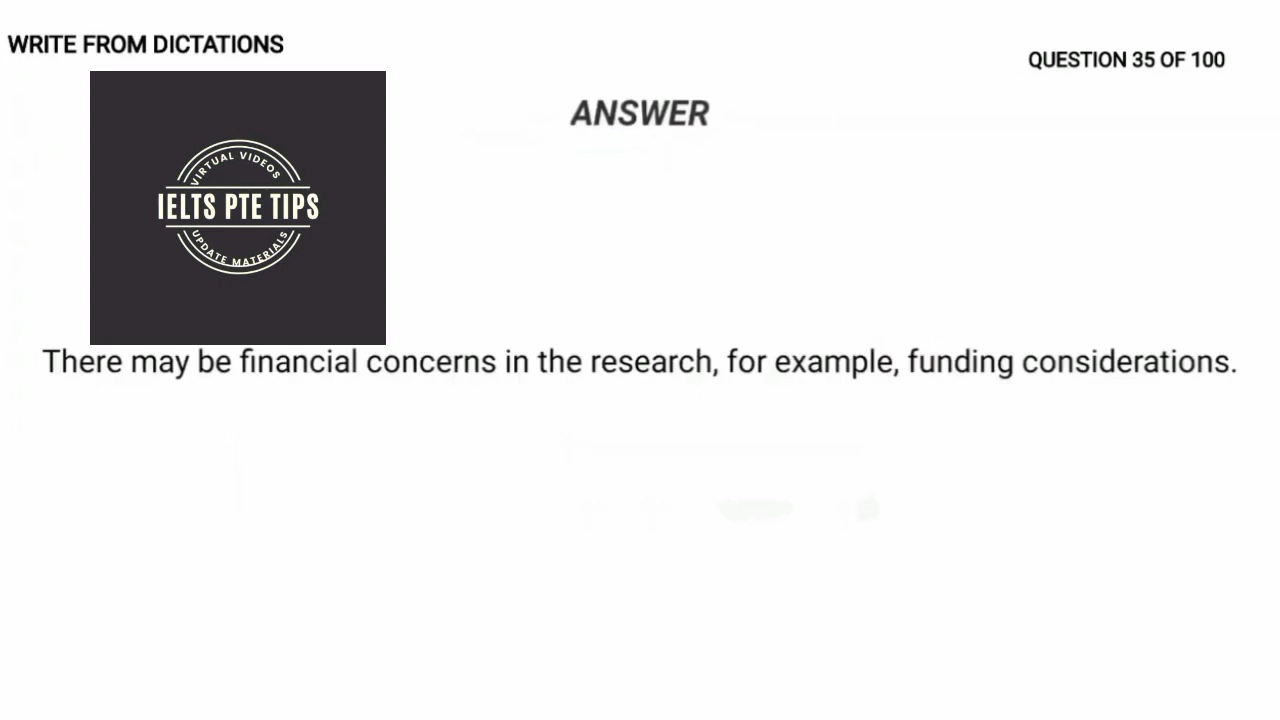 WRITE FROM DICTATIONS
QUESTION 35 OF 100
ANSWER
VIRTUAL VIDEOS
IELTS PTE TIPS
UPDATE MATERIALS
There may be financial concerns in the research, for example, funding considerations.